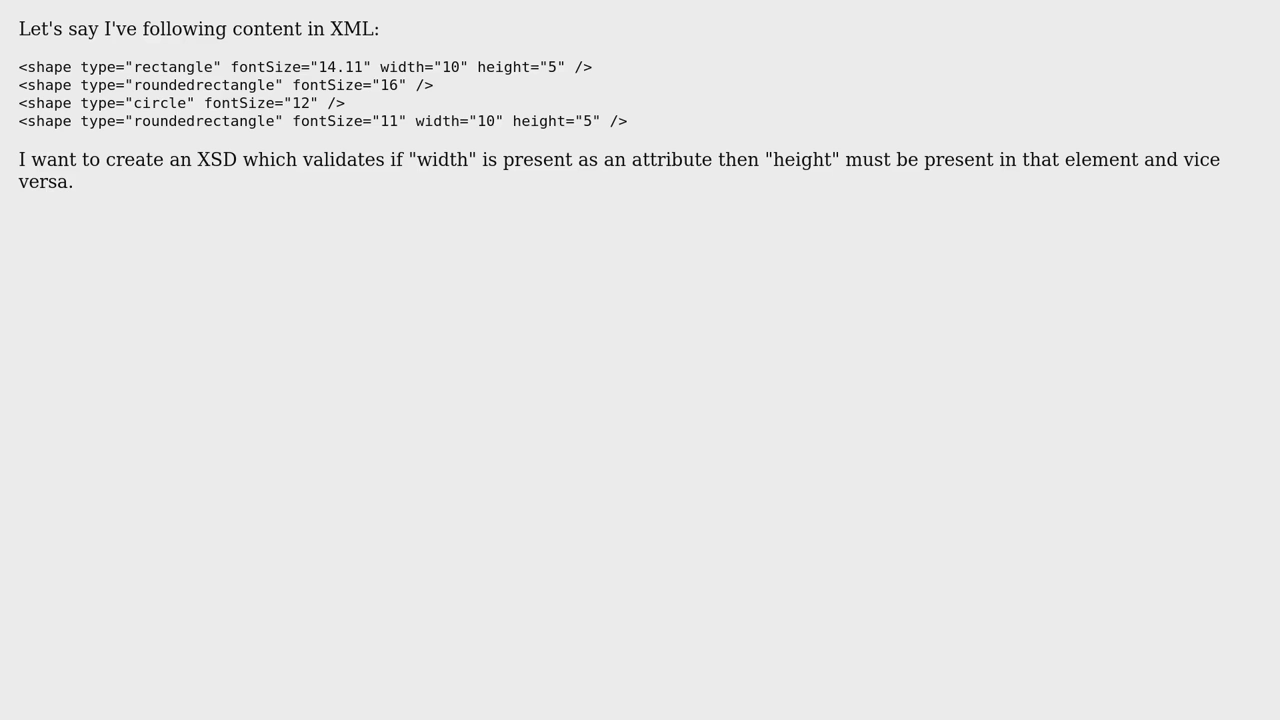 Let's say I've following content in XML:
<shape type="rectangle" fontSize="14.11" width="10" height="5" />
<shape type="roundedrectangle" fontSize="16" />
<shape type="circle" fontSize="12" />
<shape type="roundedrectangle" fontSize="11" width="10" height="5" />
I want to create an XSD which validates if "width" is present as an attribute then "height" must be present in that element and vice
versa.